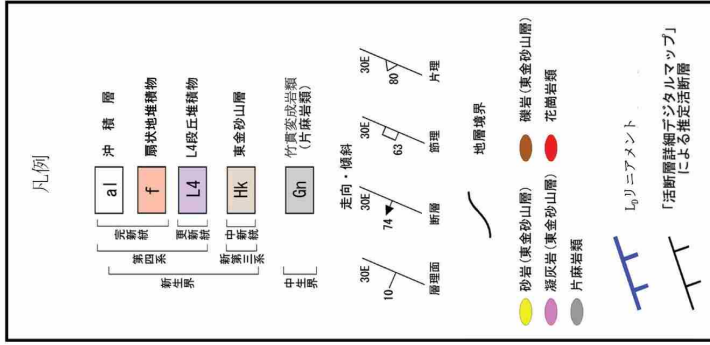 凡例
新生界
第四系
完新統
al
沖積層
f
扇状地堆積物
更新統
L4
L4段丘堆積物
新第三系
中新統
Hk
東金砂山層
中生界
Gn
竹貫変成岩類
(片麻岩類)
走向・傾斜
30E
10
層理面
30E
74
断層
30E
63
節理
30E
80
片理
地層境界
砂岩(東金砂山層)
礫岩(東金砂山層)
凝灰岩(東金砂山層)
花崗岩類
片麻岩類
LDリニアメント
「活断層詳細デジタルマップ」
による推定活断層